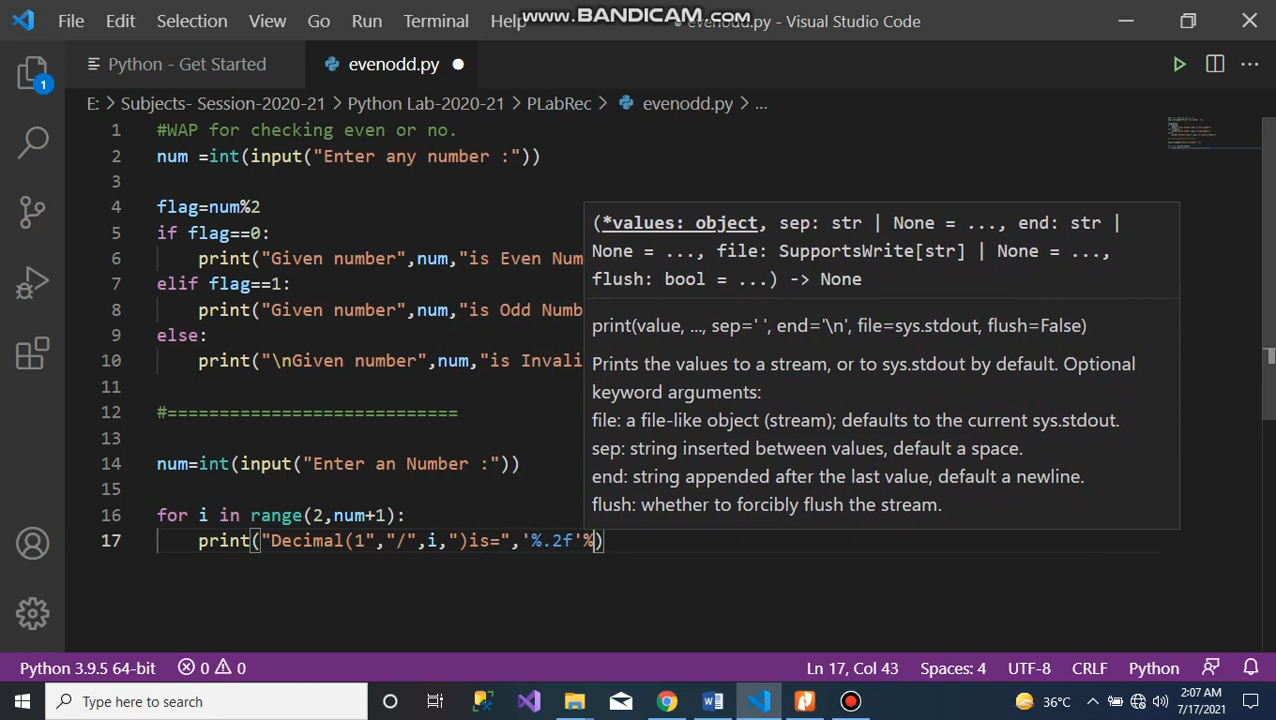 File Edit Selection View Go Run Terminal Help www.BANDICAM.com evenodd.py - Visual Studio Code
Python - Get Started evenodd.py
1
E: > Subjects- Session-2020-21 > Python Lab-2020-21 > PLabRec > evenodd.py > ...
1 #WAP for checking even or no.
2 num =int(input("Enter any number :"))
3
4 flag=num%2
5 if flag==0:
6 print("Given number",num,"is Even Num
7 elif flag==1:
8 print("Given number",num,"is Odd Numb
9 else:
10 print("\nGiven number",num,"is Invali
11
12 #============================
13
14 num=int(input("Enter an Number :"))
15
16 for i in range(2,num+1):
17 print("Decimal(1","/",i,")is=",'%.2f'%)
(*values: object, sep: str | None = ..., end: str |
None = ..., file: SupportsWrite[str] | None = ...,
flush: bool = ...) -> None
print(value, ..., sep=' ', end='\n', file=sys.stdout, flush=False)
Prints the values to a stream, or to sys.stdout by default. Optional
keyword arguments:
file: a file-like object (stream); defaults to the current sys.stdout.
sep: string inserted between values, default a space.
end: string appended after the last value, default a newline.
flush: whether to forcibly flush the stream.
Python 3.9.5 64-bit 0 0 Ln 17, Col 43 Spaces: 4 UTF-8 CRLF Python
Type here to search 36°C 2:07 AM
7/17/2021